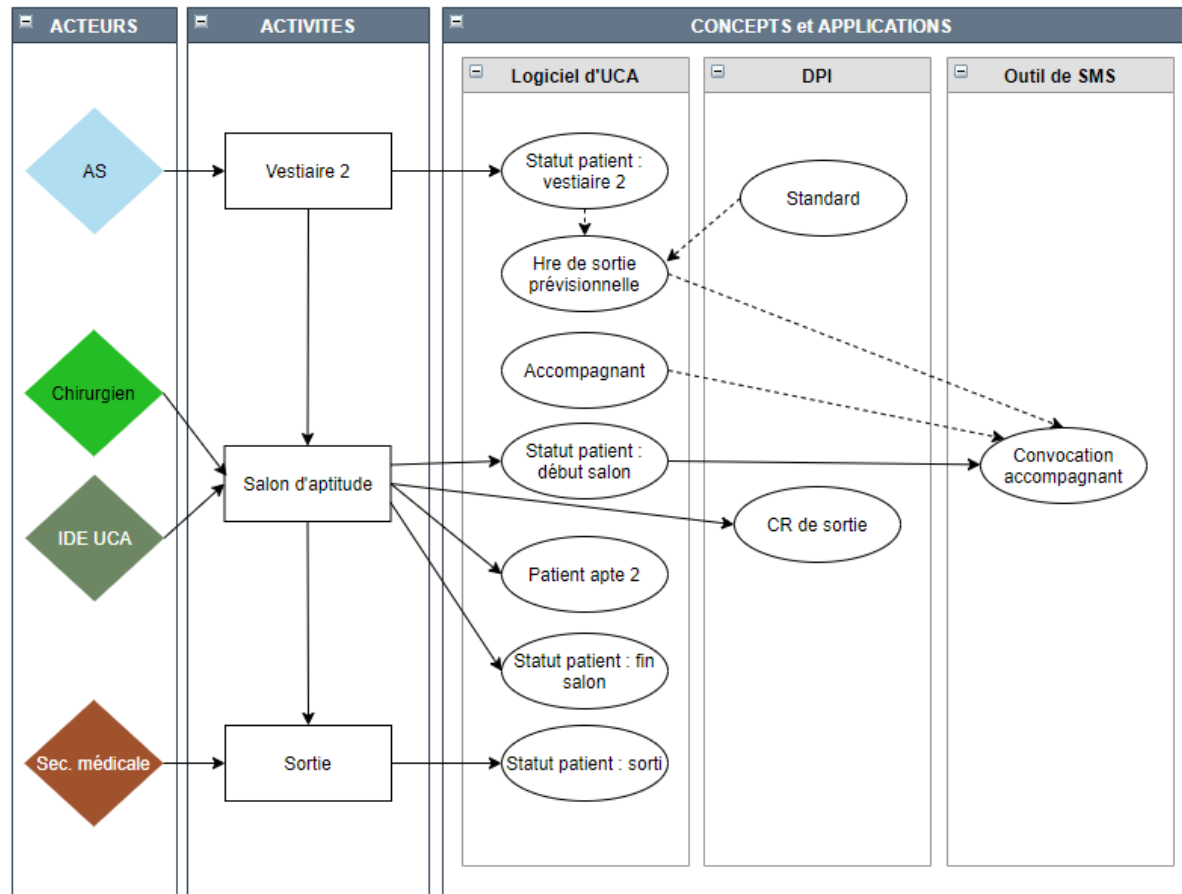 ACTEURS
ACTIVITES
CONCEPTS et APPLICATIONS
Logiciel d'UCA
DPI
Outil de SMS
AS
Vestiaire 2
Statut patient :
vestiaire 2
Standard
Hre de sortie
prévisionnelle
Accompagnant
Chirurgien
Salon d'aptitude
Statut patient :
début salon
Convocation
accompagnant
IDE UCA
CR de sortie
Patient apte 2
Statut patient : fin
salon
Sec. médicale
Sortie
Statut patient : sorti